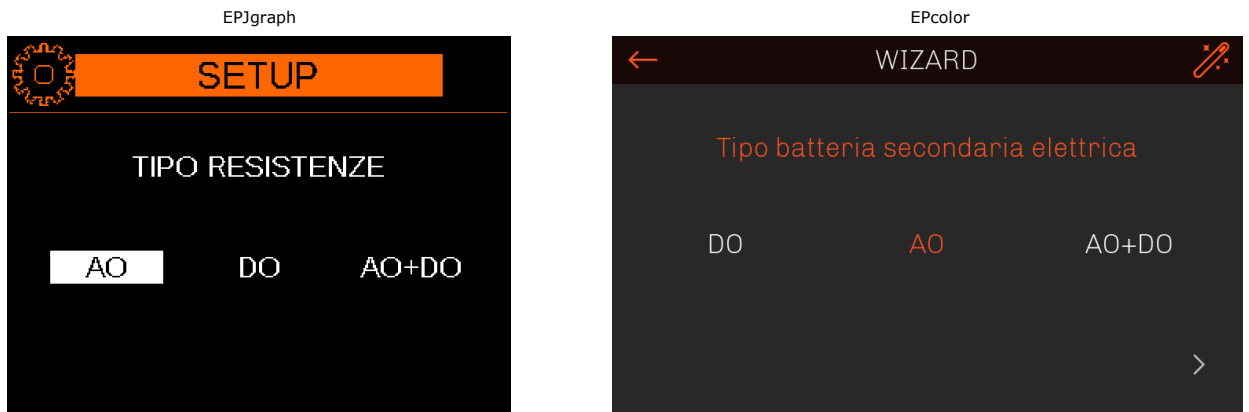 EPJgraph
SETUP
TIPO RESISTENZE
AO DO AO+DO
EPcolor
WIZARD
Tipo batteria secondaria elettrica
DO AO AO+DO